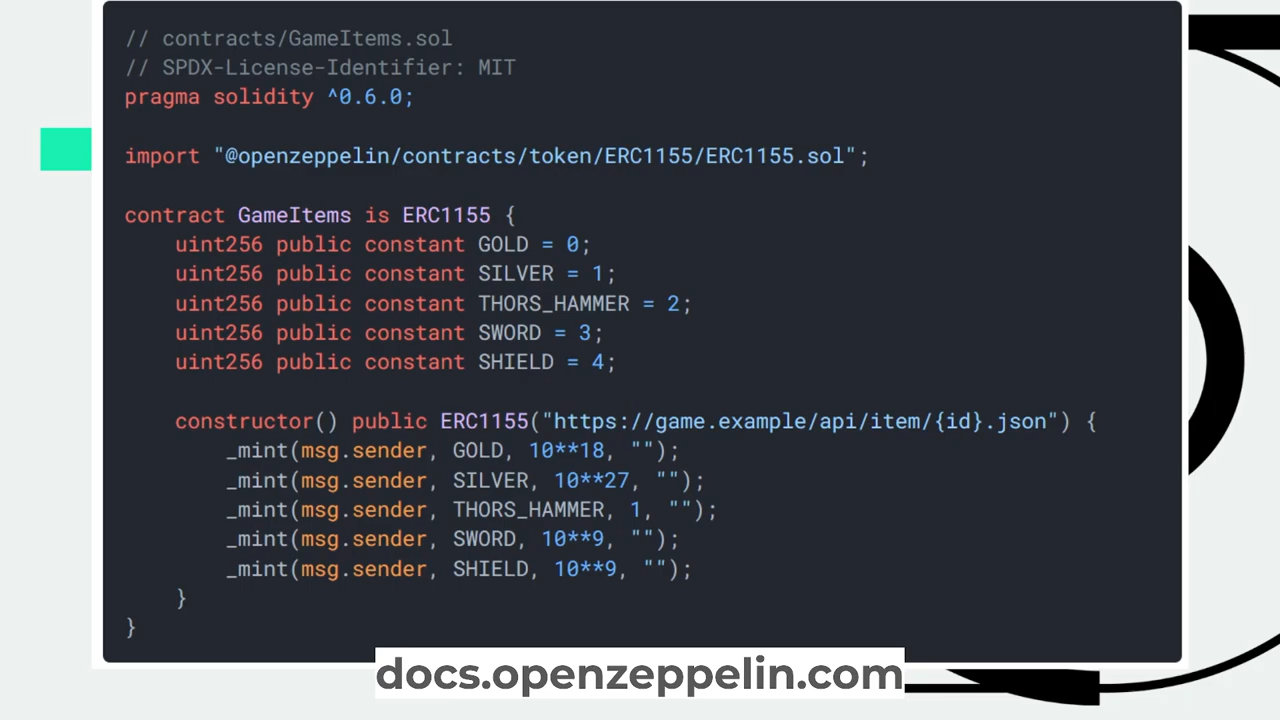 // contracts/GameItems.sol
// SPDX-License-Identifier: MIT
pragma solidity ^0.6.0;

import "@openzeppelin/contracts/token/ERC1155/ERC1155.sol";

contract GameItems is ERC1155 {
    uint256 public constant GOLD = 0;
    uint256 public constant SILVER = 1;
    uint256 public constant THORS_HAMMER = 2;
    uint256 public constant SWORD = 3;
    uint256 public constant SHIELD = 4;

    constructor() public ERC1155("https://game.example/api/item/{id}.json") {
        _mint(msg.sender, GOLD, 10**18, "");
        _mint(msg.sender, SILVER, 10**27, "");
        _mint(msg.sender, THORS_HAMMER, 1, "");
        _mint(msg.sender, SWORD, 10**9, "");
        _mint(msg.sender, SHIELD, 10**9, "");
    }
}
docs.openzeppelin.com